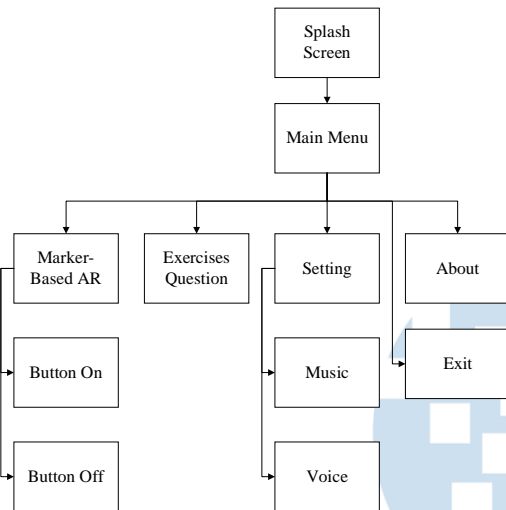 Splash
Screen
Main Menu
Marker-
Based AR
Exercises
Question
Setting
About
Button On
Music
Exit
Button Off
Voice